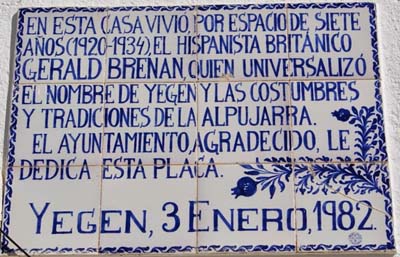 EN ESTA CASA VIVIO, POR ESPACIO DE SIETE
AÑOS (1920-1934), EL HISPANISTA BRITÁNICO
GERALD BRENAN, QUIEN UNIVERSALIZÓ
EL NOMBRE DE YEGEN Y LAS COSTUMBRES
Y TRADICIONES DE LA ALPUJARRA.
EL AYUNTAMIENTO, AGRADECIDO, LE
DEDICA ESTA PLACA.
YEGEN, 3 ENERO, 1982.